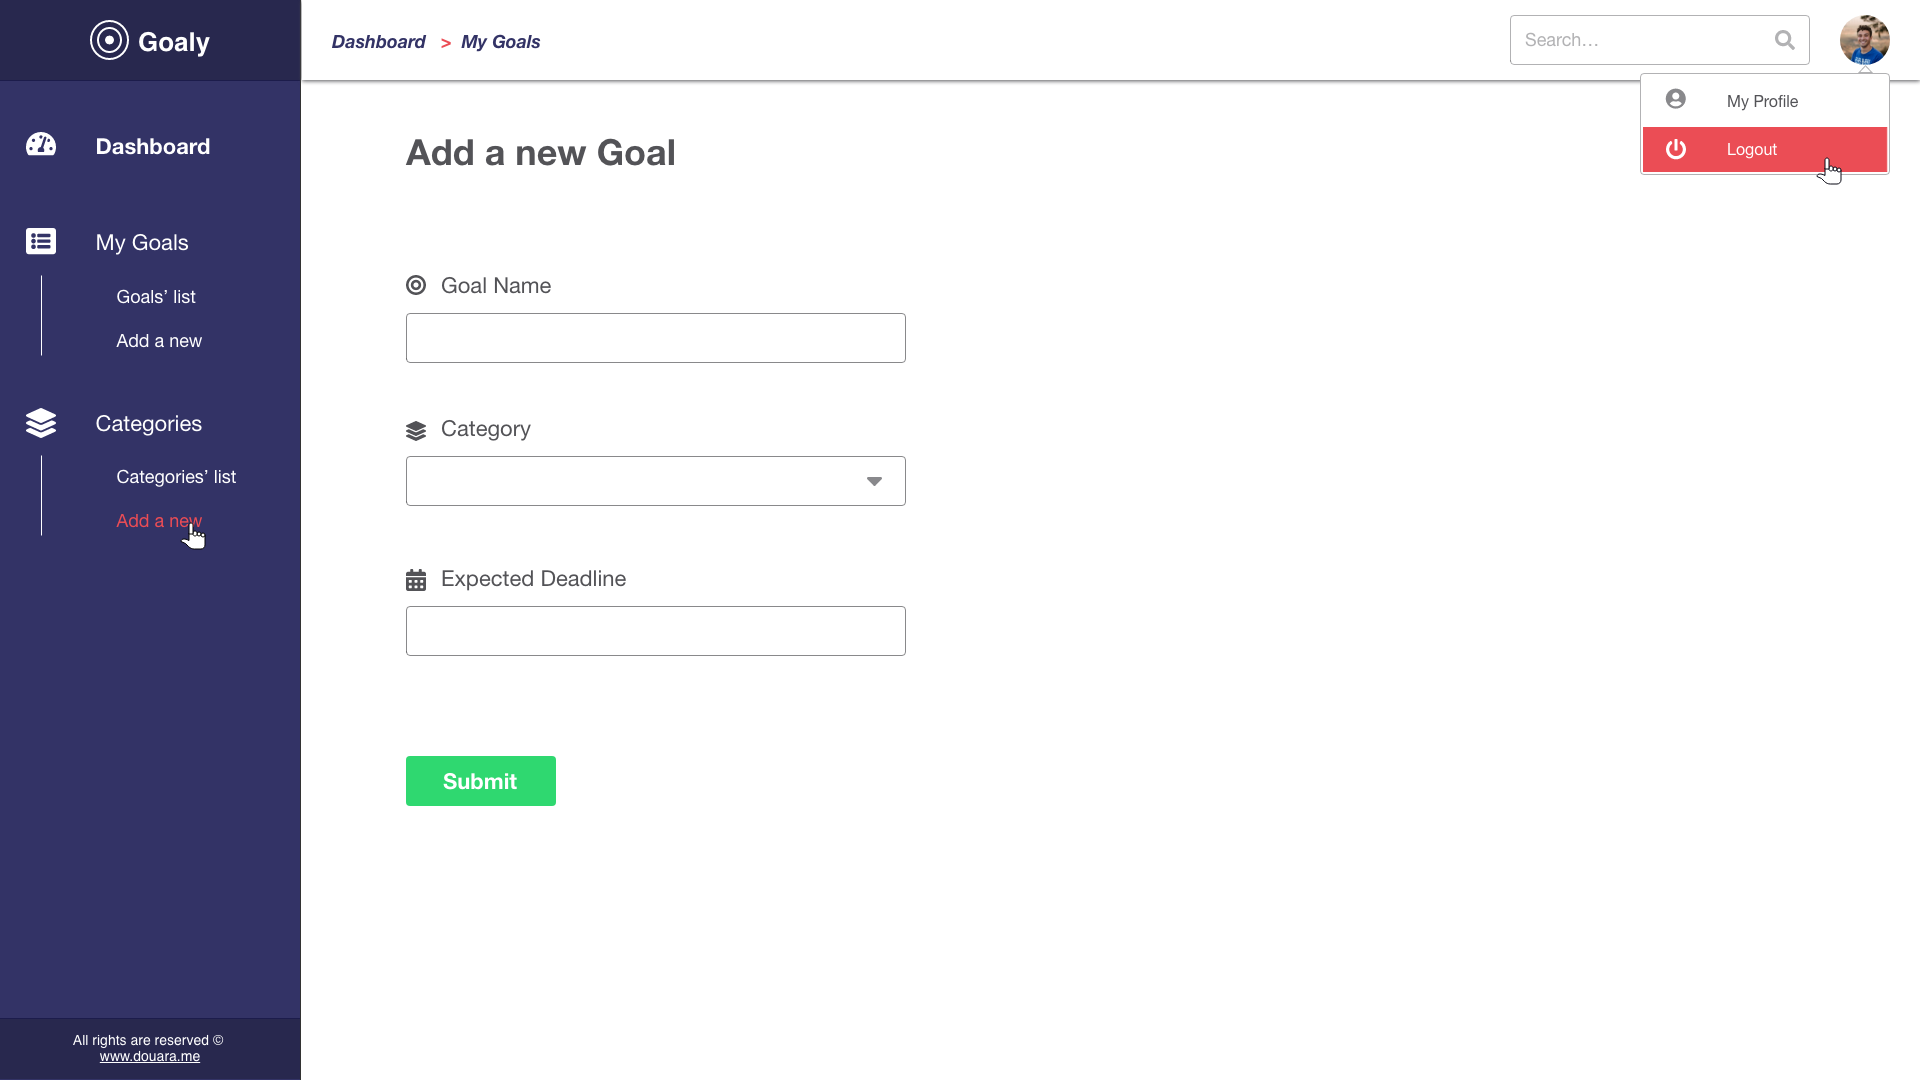 Goaly
Dashboard > My Goals
Search...
My Profile
Logout
Dashboard
My Goals
Goals’ list
Add a new
Categories
Categories’ list
Add a new
Add a new Goal
Goal Name
Category
Expected Deadline
Submit
All rights are reserved ©
www.douara.me